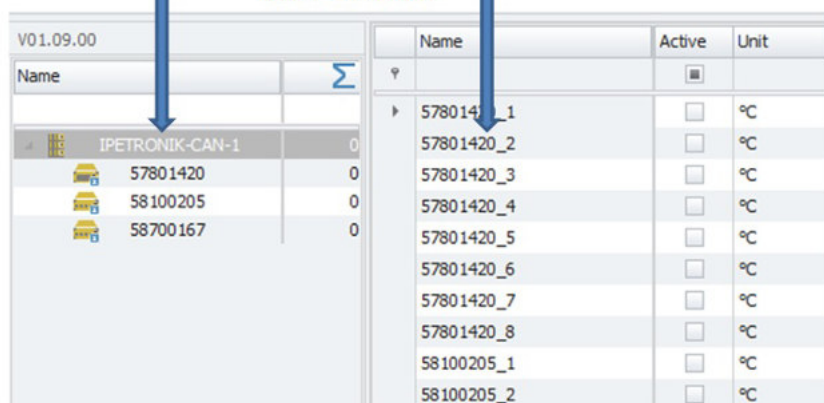 V01.09.00
Name Σ
IPETRONIK-CAN-1 0
57801420 0
58100205 0
58700167 0
Name Active Unit
57801420_1 °C
57801420_2 °C
57801420_3 °C
57801420_4 °C
57801420_5 °C
57801420_6 °C
57801420_7 °C
57801420_8 °C
58100205_1 °C
58100205_2 °C